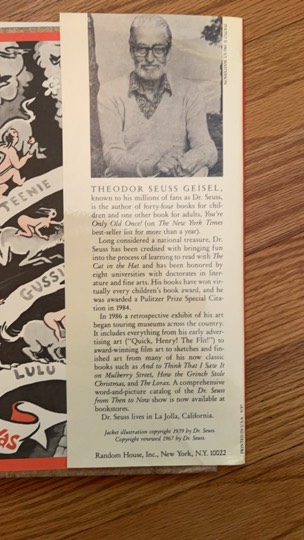 THEODOR SEUSS GEISEL,
known to his millions of fans as Dr. Seuss,
is the author of forty-four books for chil-
dren and one other book for adults, You're
Only Old Once! (on The New York Times
best-seller list for more than a year).
Long considered a national treasure, Dr.
Seuss has been credited with bringing fun
into the process of learning to read with The
Cat in the Hat and has been honored by
eight universities with doctorates in liter-
ature and fine arts. His books have won vir-
tually every children's book award, and he
was awarded a Pulitzer Prize Special Cita-
tion in 1984.
In 1986 a retrospective exhibit of his art
began touring museums across the country.
It includes everything from his early adver-
tising art ("Quick, Henry! The Flit!") to
award-winning film art to sketches and fin-
ished art from many of his now classic
books such as And to Think That I Saw It
on Mulberry Street, How the Grinch Stole
Christmas, and The Lorax. A comprehensive
word-and-picture catalog of the Dr. Seuss
from Then to Now show is now available at
bookstores.
Dr. Seuss lives in La Jolla, California.
Jacket illustration copyright 1939 by Dr. Seuss.
Copyright renewed 1967 by Dr. Seuss.
Random House, Inc., New York, N.Y. 10022
PRINTED IN U.S.A.
TEENIE
GUSSI
LULU